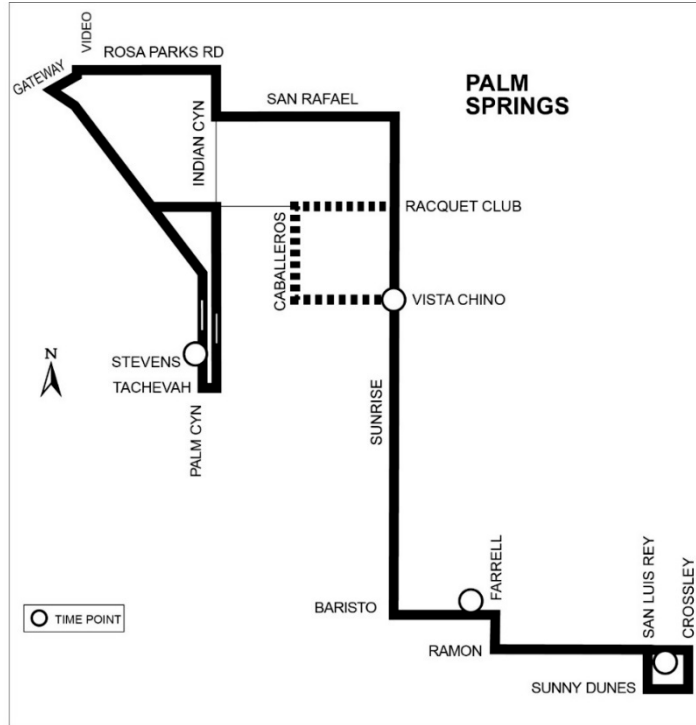 VIDEO
ROSA PARKS RD
GATEWAY
PALM
SPRINGS
SAN RAFAEL
INDIAN CYN
RACQUET CLUB
CABALLEROS
VISTA CHINO
N
STEVENS
TACHEVAH
PALM CYN
SUNRISE
FARRELL
SAN LUIS REY
CROSSLEY
BARISTO
TIME POINT
RAMON
SUNNY DUNES